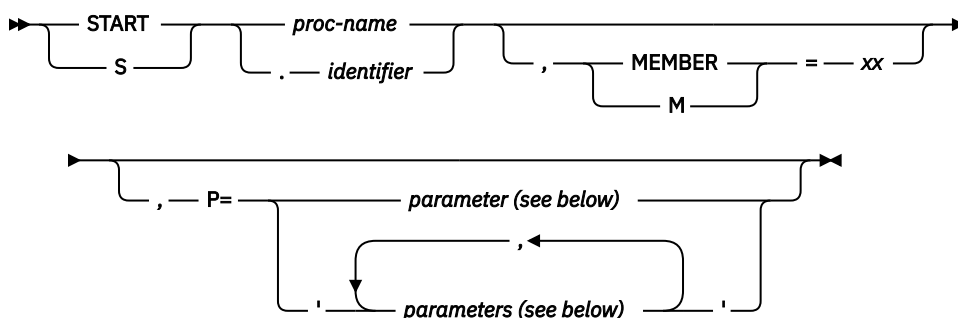 START proc-name
S . identifier , MEMBER = xx
M
, P= parameter (see below)
,
' parameters (see below) '